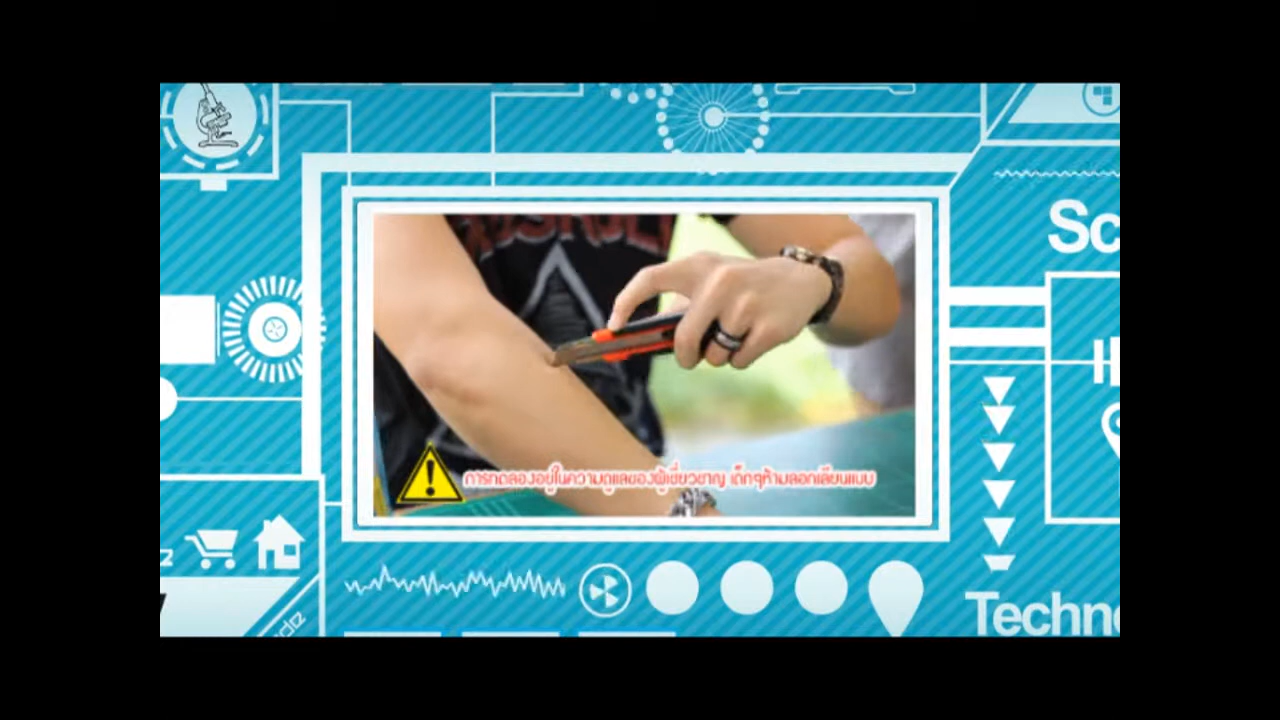 Sc
การทดลองอยู่ในความดูแลของผู้เชี่ยวชาญ เด็กๆห้ามลอกเลียนแบบ
Techno